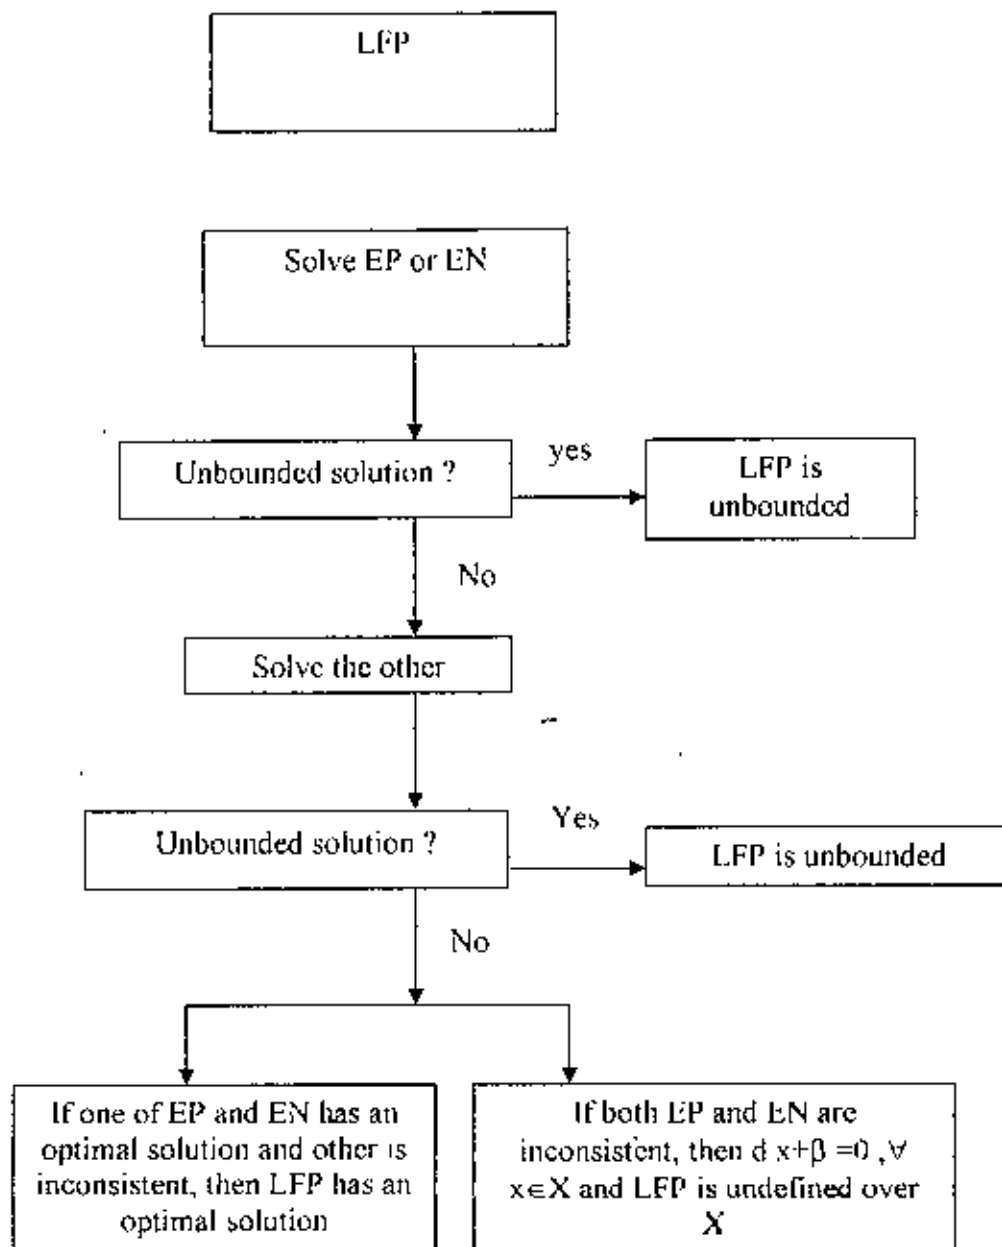 LFP
Solve EP or EN
Unbounded solution ?
yes
LFP is
unbounded
No
Solve the other
Unbounded solution ?
Yes
LFP is unbounded
No
If one of EP and EN has an
optimal solution and other is
inconsistent, then LFP has an
optimal solution
If both EP and EN are
inconsistent, then d x+β =0 ,∀
x∈X and LFP is undefined over
X